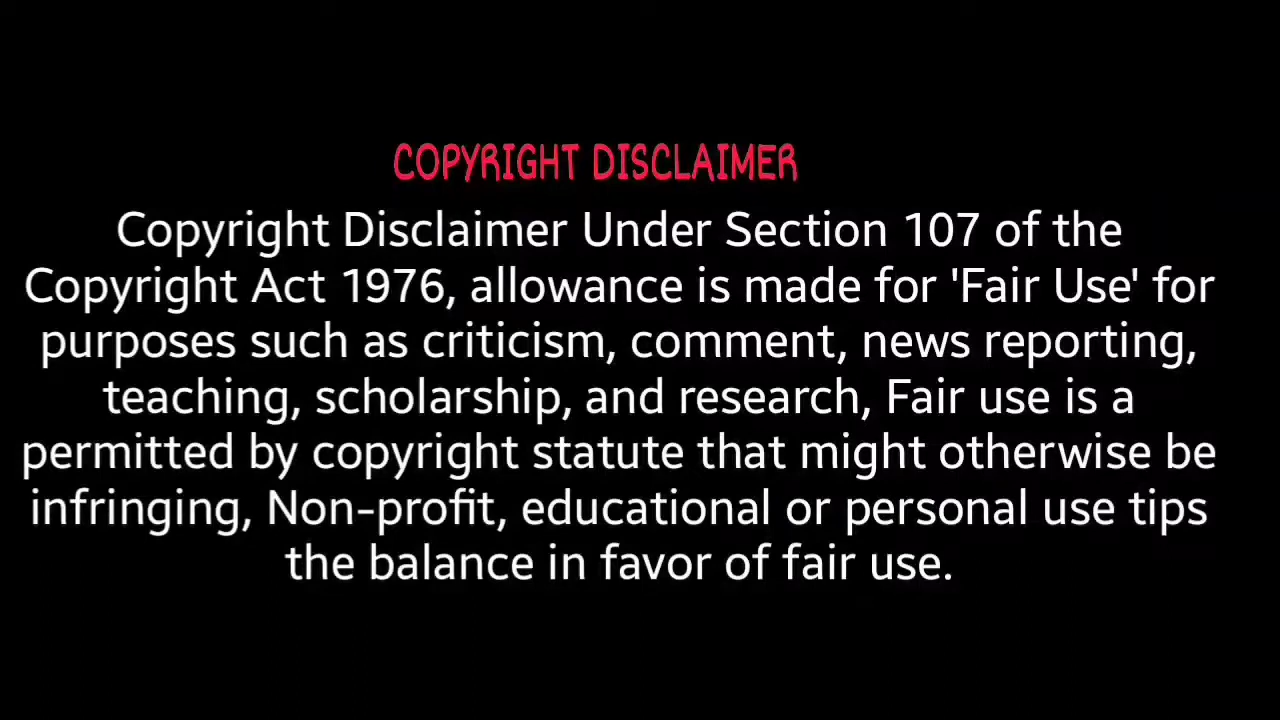 COPYRIGHT DISCLAIMER
Copyright Disclaimer Under Section 107 of the
Copyright Act 1976, allowance is made for 'Fair Use' for
purposes such as criticism, comment, news reporting,
teaching, scholarship, and research, Fair use is a
permitted by copyright statute that might otherwise be
infringing, Non-profit, educational or personal use tips
the balance in favor of fair use.